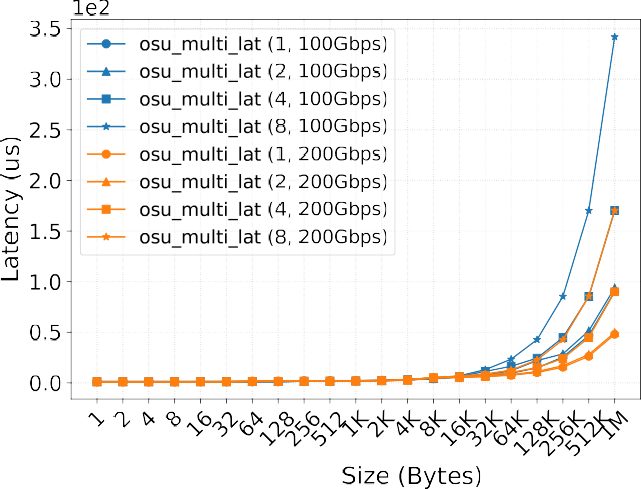 1e2
3.5
3.0
2.5
2.0
1.5
1.0
0.5
0.0
Latency (us)
osu_multi_lat (1, 100Gbps)
osu_multi_lat (2, 100Gbps)
osu_multi_lat (4, 100Gbps)
osu_multi_lat (8, 100Gbps)
osu_multi_lat (1, 200Gbps)
osu_multi_lat (2, 200Gbps)
osu_multi_lat (4, 200Gbps)
osu_multi_lat (8, 200Gbps)
1 2 4 8 16 32 64 128 256 512 1K 2K 4K 8K 16K 32K 64K 128K 256K 512K 1M
Size (Bytes)